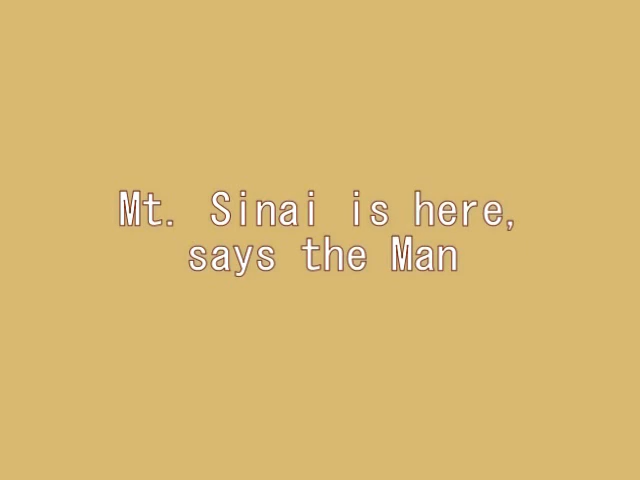 Mt. Sinai is here,
says the Man